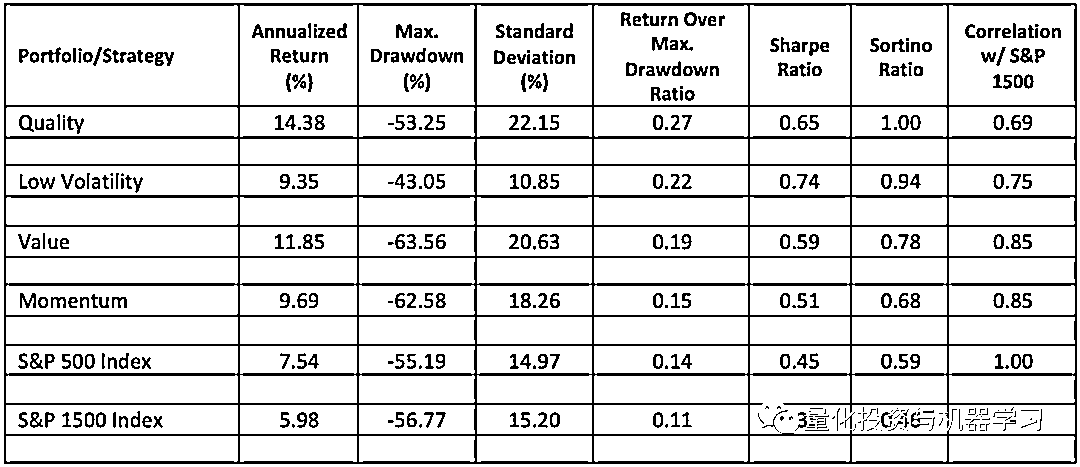 Portfolio/Strategy Annualized Return (%) Max. Drawdown (%) Standard Deviation (%) Return Over Max. Drawdown Ratio Sharpe Ratio Sortino Ratio Correlation w/ S&P 1500
Quality 14.38 -53.25 22.15 0.27 0.65 1.00 0.69
Low Volatility 9.35 -43.05 10.85 0.22 0.74 0.94 0.75
Value 11.85 -63.56 20.63 0.19 0.59 0.78 0.85
Momentum 9.69 -62.58 18.26 0.15 0.51 0.68 0.85
S&P 500 Index 7.54 -55.19 14.97 0.14 0.45 0.59 1.00
S&P 1500 Index 5.98 -56.77 15.20 0.11
量化投资与机器学习